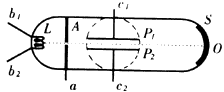 b₁ L A c₁ S
P₁
P₂ O
b₂ a c₂